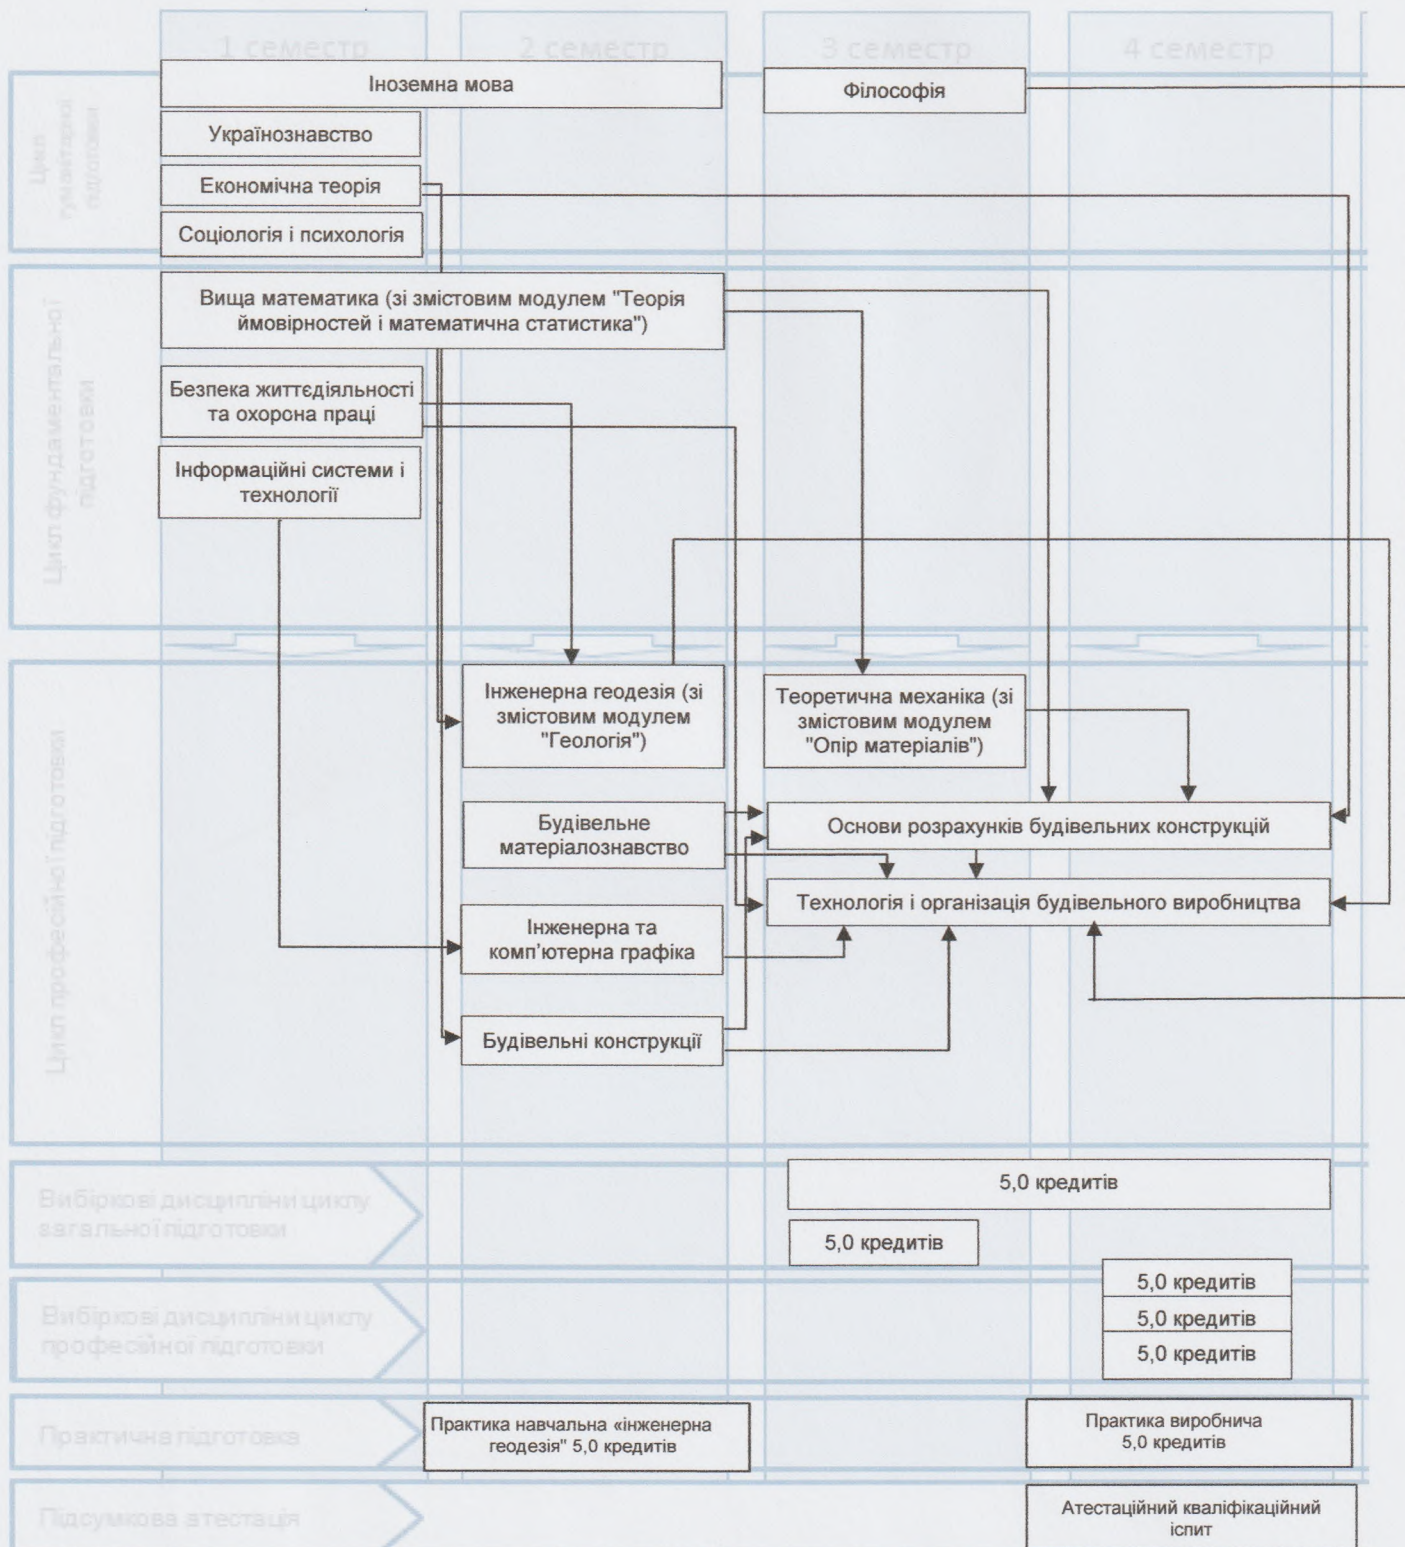 1 семестр
2 семестр
3 семестр
4 семестр
Цикл
гуманітарної
підготовки
Іноземна мова
Філософія
Українознавство
Економічна теорія
Соціологія і психологія
Цикл фундаментальної
підготовки
Вища математика (зі змістовим модулем "Теорія
ймовірностей і математична статистика")
Безпека життєдіяльності
та охорона праці
Інформаційні системи і
технології
Цикл професійної підготовки
Інженерна геодезія (зі
змістовим модулем
"Геологія")
Теоретична механіка (зі
змістовим модулем
"Опір матеріалів")
Будівельне
матеріалознавство
Основи розрахунків будівельних конструкцій
Технологія і організація будівельного виробництва
Інженерна та
комп'ютерна графіка
Будівельні конструкції
Вибіркові дисципліни циклу
загальної підготовки
5,0 кредитів
5,0 кредитів
Вибіркові дисципліни циклу
професійної підготовки
5,0 кредитів
5,0 кредитів
5,0 кредитів
Практична підготовка
Практика навчальна «інженерна
геодезія" 5,0 кредитів
Практика виробнича
5,0 кредитів
Підсумкова атестація
Атестаційний кваліфікаційний
іспит